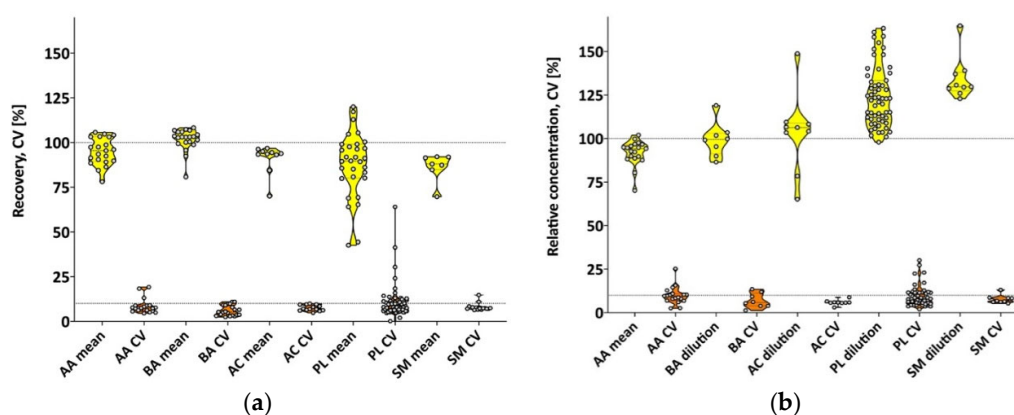 Recovery, CV [%]
150
100
50
25
10
0
AA mean
AA CV
BA mean
BA CV
AC mean
AC CV
PL mean
PL CV
SM mean
SM CV
(a)
Relative concentration, CV [%]
150
125
100
75
50
25
10
0
AA mean
AA CV
BA dilution
BA CV
AC dilution
AC CV
PL dilution
PL CV
SM dilution
SM CV
(b)